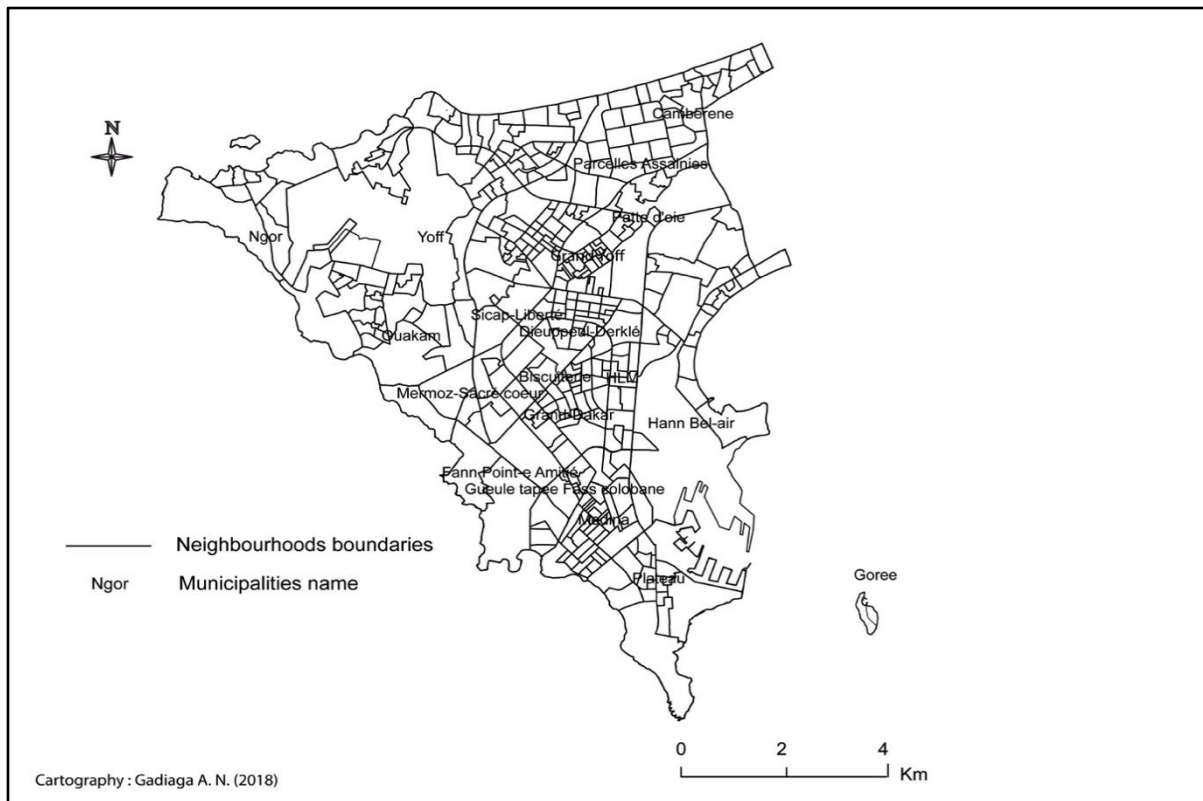 N
Cambèrene
Parcelles Assainies
Patte d'oie
Ngor
Yoff
Grand Yoff
Sicap-Liberté
Dieuppeul-Derklé
Ouakam
Biscuiterie
HLM
Mermoz-Sacré coeur
Grand-Dakar
Hann Bel-air
Fann-Point-e Amitié
Gueule tapée Fass colobane
Médina
Neighbourhoods boundaries
Plateau
Goree
Ngor Municipalities name
0 2 4
Km
Cartography : Gadiaga A. N. (2018)